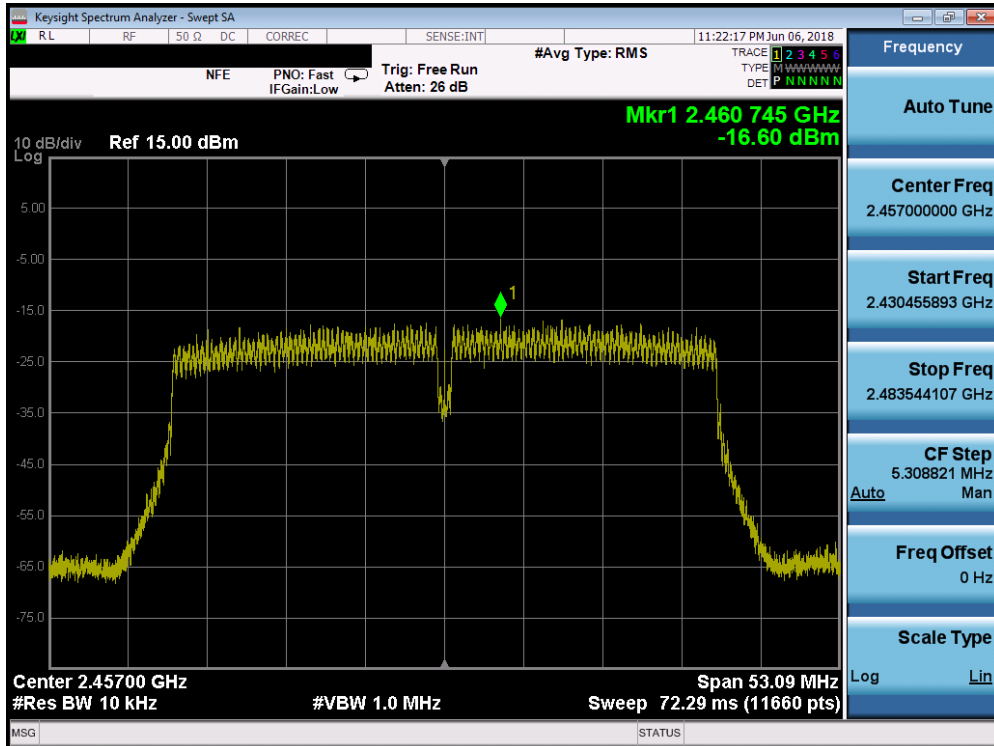 Keysight Spectrum Analyzer - Swept SA
LXI RL RF 50 Ω DC CORREC SENSE:INT 11:22:17 PM Jun 06, 2018
NFE
PNO: Fast
IFGain:Low
Trig: Free Run
Atten: 26 dB
#Avg Type: RMS
TRACE 1 2 3 4 5 6
TYPE M W W W W W
DET P N N N N N
Mkr1 2.460 745 GHz
-16.60 dBm
10 dB/div
Log
Ref 15.00 dBm
5.00
-5.00
-15.0
-25.0
-35.0
-45.0
-55.0
-65.0
-75.0
1
Center 2.45700 GHz
Span 53.09 MHz
#Res BW 10 kHz
#VBW 1.0 MHz
Sweep 72.29 ms (11660 pts)
MSG
STATUS
Frequency
Auto Tune
Center Freq
2.457000000 GHz
Start Freq
2.430455893 GHz
Stop Freq
2.483544107 GHz
CF Step
5.308821 MHz
Auto Man
Freq Offset
0 Hz
Scale Type
Log Lin